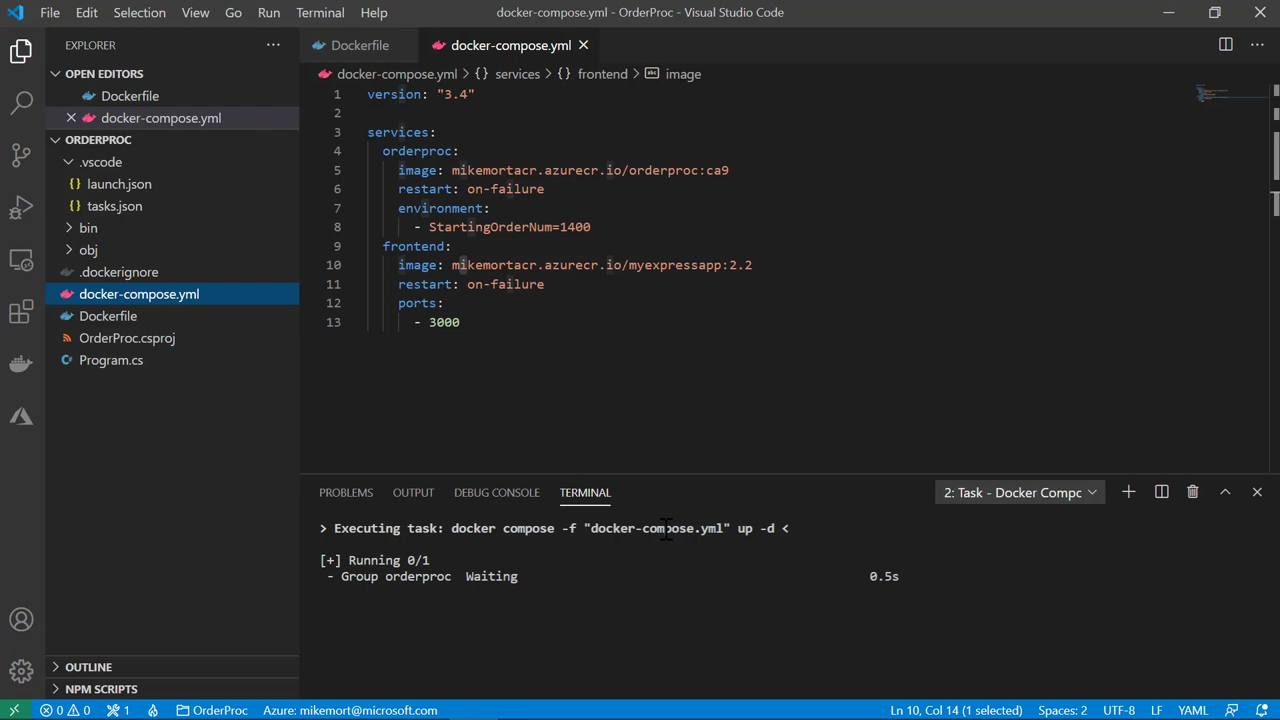 File Edit Selection View Go Run Terminal Help docker-compose.yml - OrderProc - Visual Studio Code
EXPLORER
OPEN EDITORS
Dockerfile
docker-compose.yml
ORDERPROC
.vscode
launch.json
tasks.json
bin
obj
.dockerignore
docker-compose.yml
Dockerfile
OrderProc.csproj
Program.cs
OUTLINE
NPM SCRIPTS
Dockerfile docker-compose.yml
docker-compose.yml > {} services > {} frontend > abc image
1 version: "3.4"
2
3 services:
4 orderproc:
5 image: mikemortacr.azurecr.io/orderproc:ca9
6 restart: on-failure
7 environment:
8 - StartingOrderNum=1400
9 frontend:
10 image: mikemortacr.azurecr.io/myexpressapp:2.2
11 restart: on-failure
12 ports:
13 - 3000
PROBLEMS OUTPUT DEBUG CONSOLE TERMINAL 2: Task - Docker Compc
> Executing task: docker compose -f "docker-compose.yml" up -d <
[+] Running 0/1
- Group orderproc Waiting 0.5s
0 0 1 OrderProc Azure: mikemort@microsoft.com Ln 10, Col 14 (1 selected) Spaces: 2 UTF-8 LF YAML